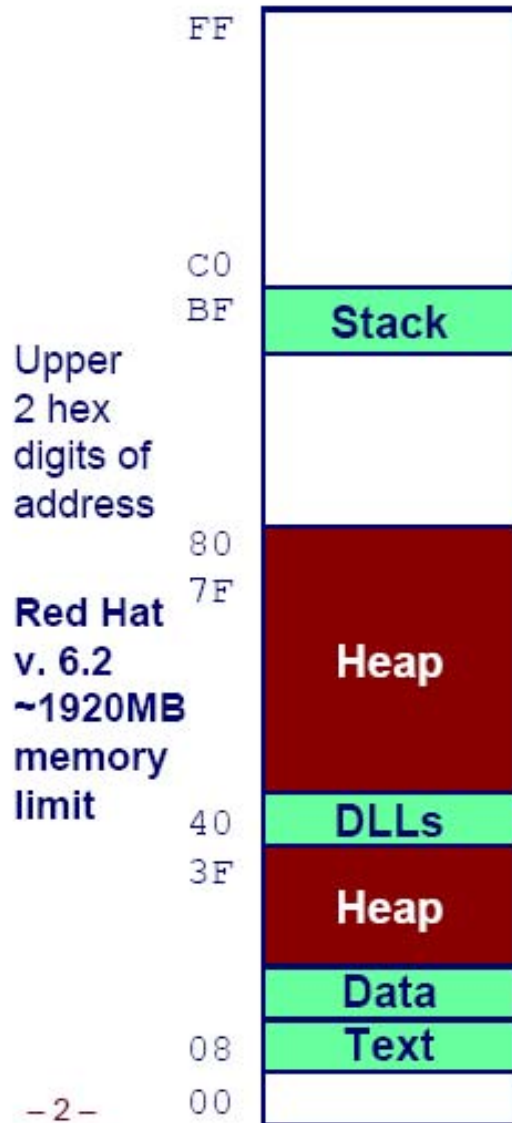 FF
C0
BF
Stack
Upper
2 hex
digits of
address
80
7F
Red Hat
v. 6.2
~1920MB
memory
limit
Heap
40
DLLs
3F
Heap
Data
08
Text
– 2 –
00